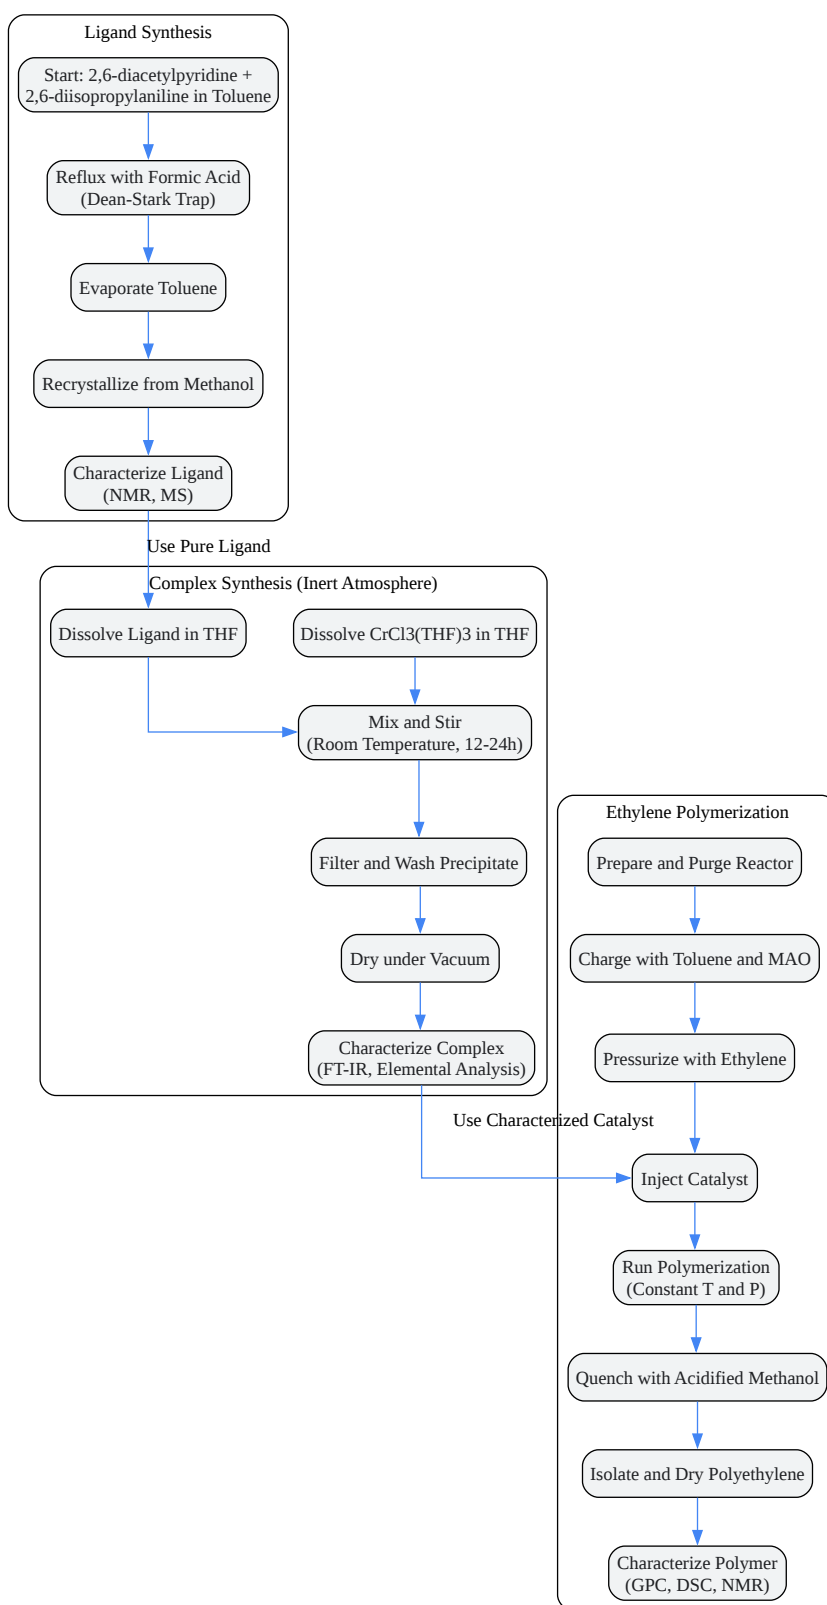 Ligand Synthesis
Start: 2,6-diacetylpyridine +
2,6-diisopropylaniline in Toluene
Reflux with Formic Acid
(Dean-Stark Trap)
Evaporate Toluene
Recrystallize from Methanol
Characterize Ligand
(NMR, MS)
Use Pure Ligand
Complex Synthesis (Inert Atmosphere)
Dissolve Ligand in THF
Dissolve CrCl3(THF)3 in THF
Mix and Stir
(Room Temperature, 12-24h)
Filter and Wash Precipitate
Dry under Vacuum
Characterize Complex
(FT-IR, Elemental Analysis)
Use Characterized Catalyst
Ethylene Polymerization
Prepare and Purge Reactor
Charge with Toluene and MAO
Pressurize with Ethylene
Inject Catalyst
Run Polymerization
(Constant T and P)
Quench with Acidified Methanol
Isolate and Dry Polyethylene
Characterize Polymer
(GPC, DSC, NMR)